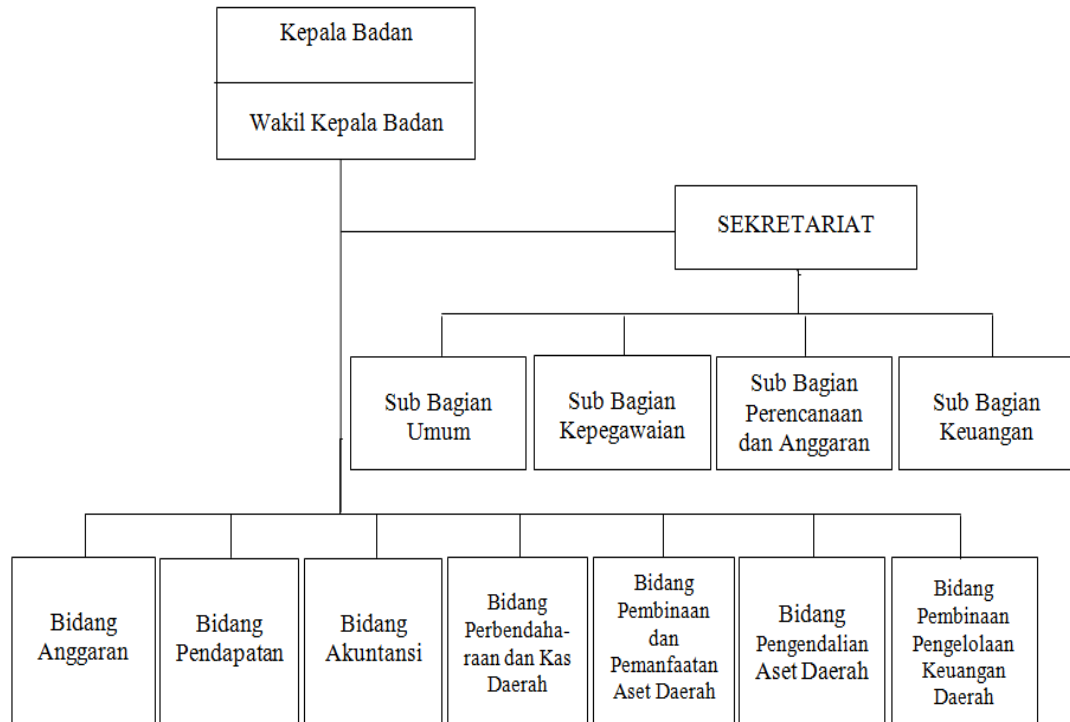 Kepala Badan
Wakil Kepala Badan
SEKRETARIAT
Sub Bagian
Umum
Sub Bagian
Kepegawaian
Sub Bagian
Perencanaan
dan Anggaran
Sub Bagian
Keuangan
Bidang
Anggaran
Bidang
Pendapatan
Bidang
Akuntansi
Bidang
Perbendaha-
raan dan Kas
Daerah
Bidang
Pembinaan
dan
Pemanfaatan
Aset Daerah
Bidang
Pengendalian
Aset Daerah
Bidang
Pembinaan
Pengelolaan
Keuangan
Daerah